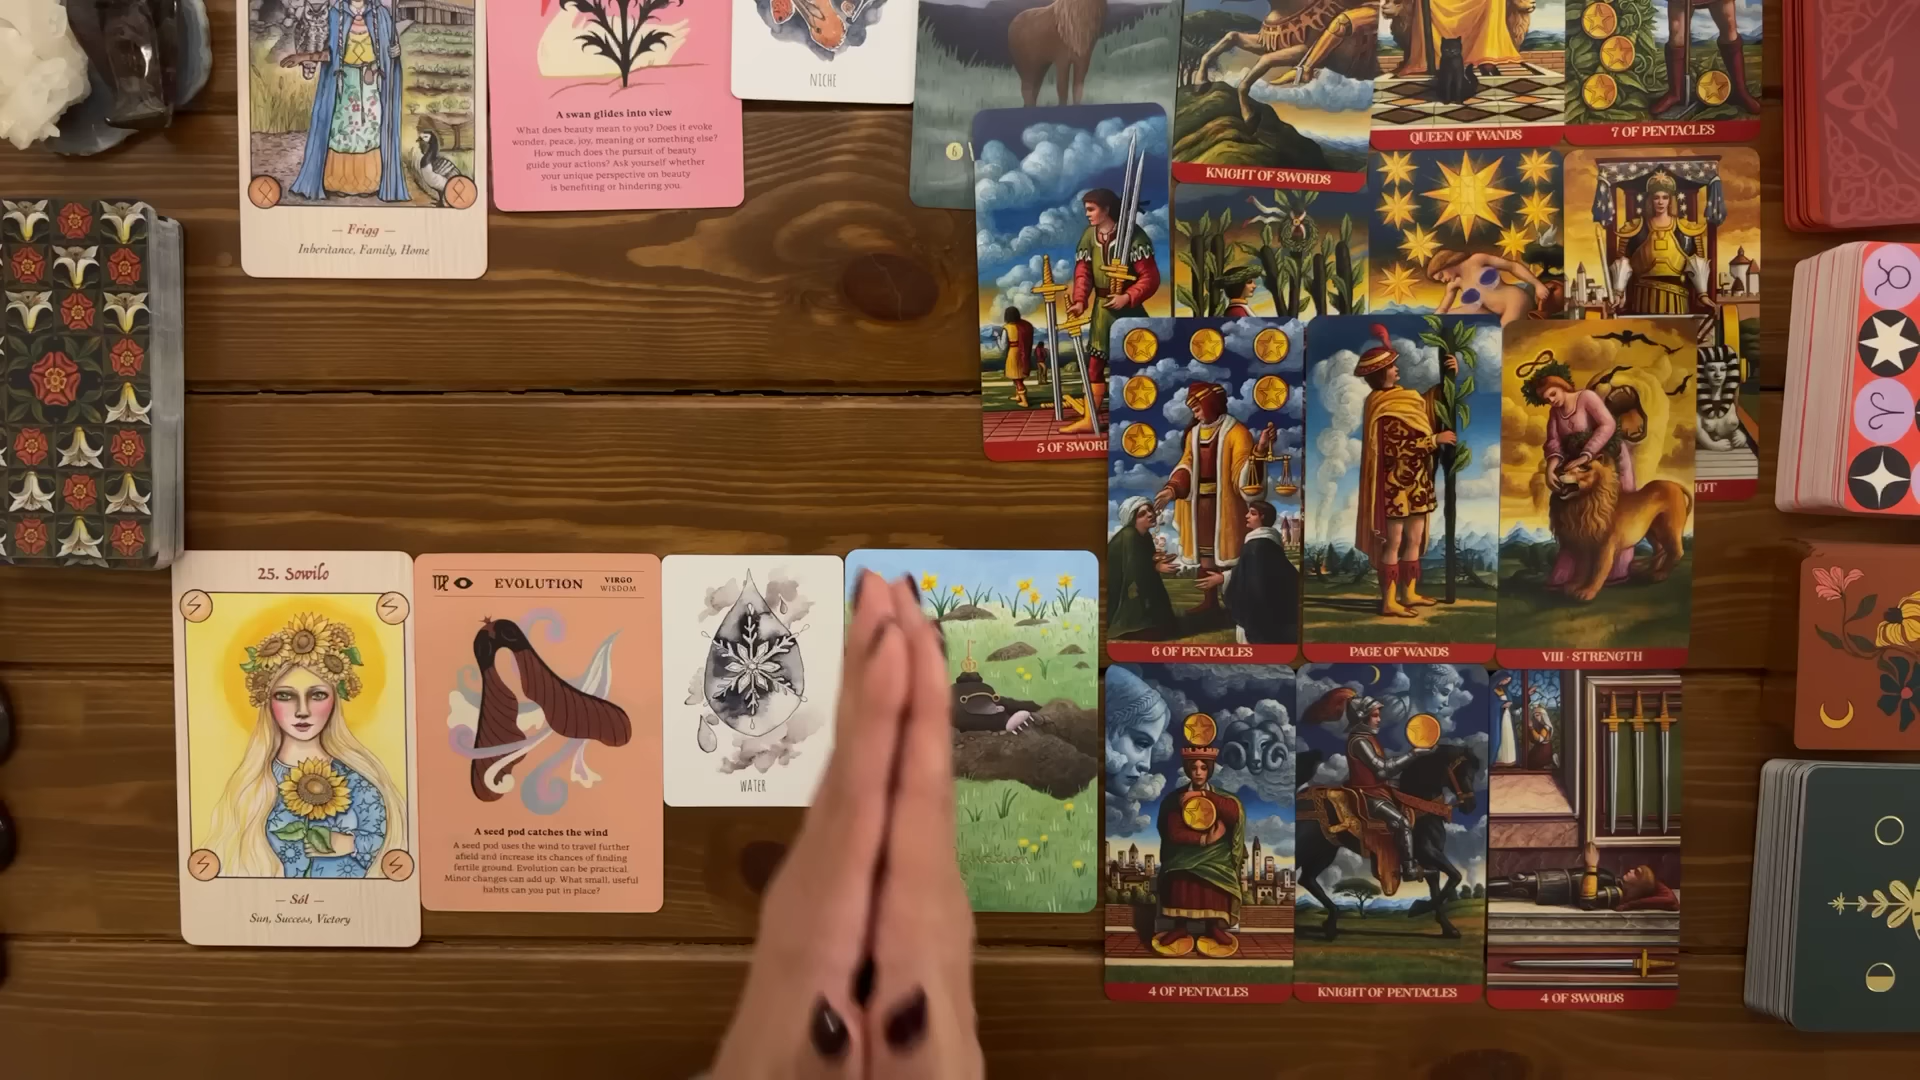 — Frigg —
Inheritance, Family, Home
A swan glides into view
What does beauty mean to you? Does it evoke
wonder, peace, joy, meaning or something else?
How much does the pursuit of beauty
guide your actions? Ask yourself whether
your unique perspective on beauty
is benefiting or hindering you.
NICHE
6
KNIGHT OF SWORDS
QUEEN OF WANDS
7 OF PENTACLES
5 OF SWORD
6 OF PENTACLES
PAGE OF WANDS
VIII · STRENGTH
IOT
25. Sowilo
— Sól —
Sun, Success, Victory
EVOLUTION
VIRGO
WISDOM
A seed pod catches the wind
A seed pod uses the wind to travel further
afield and increase its chances of finding
fertile ground. Evolution can be practical.
Minor changes can add up. What small, useful
habits can you put in place?
WATER
4 OF PENTACLES
KNIGHT OF PENTACLES
4 OF SWORDS